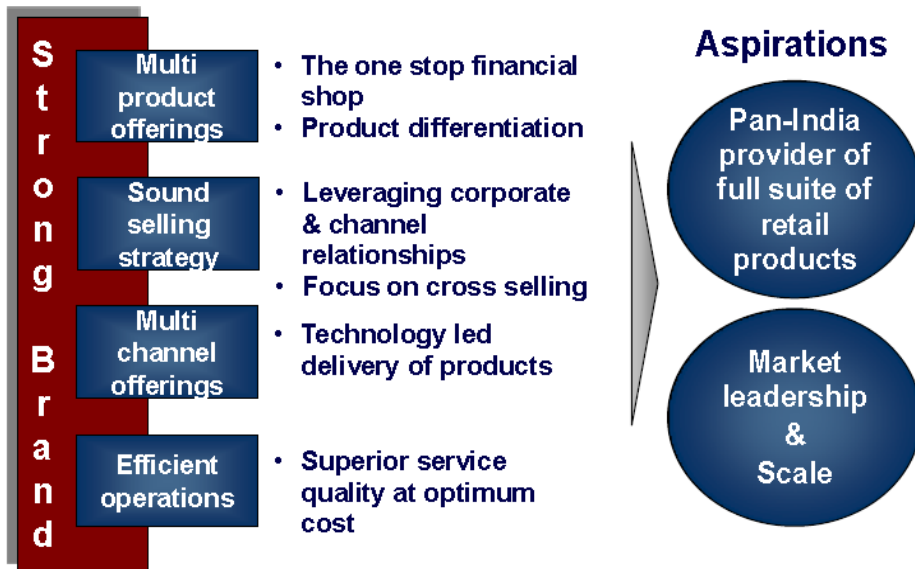 Strong Brand
Multi
product
offerings
• The one stop financial
shop
• Product differentiation
Sound
selling
strategy
• Leveraging corporate
& channel
relationships
• Focus on cross selling
Multi
channel
offerings
• Technology led
delivery of products
Efficient
operations
• Superior service
quality at optimum
cost
Aspirations
Pan-India
provider of
full suite of
retail
products
Market
leadership
&
Scale